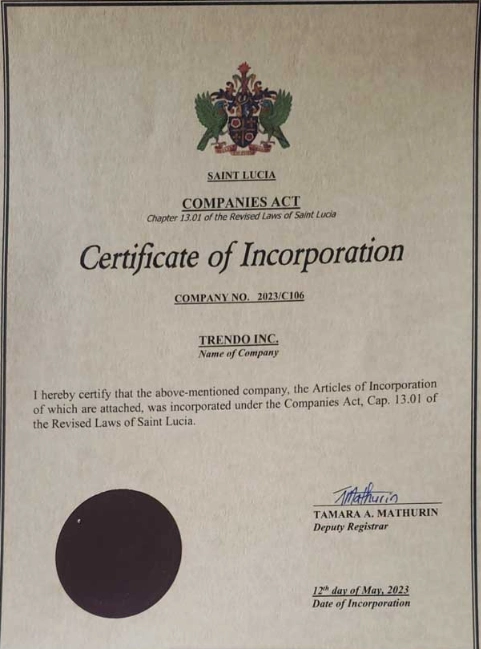 SAINT LUCIA
COMPANIES ACT
Chapter 13.01 of the Revised Laws of Saint Lucia
Certificate of Incorporation
COMPANY NO. 2023/C106
TRENDO INC.
Name of Company
I hereby certify that the above-mentioned company, the Articles of Incorporation
of which are attached, was incorporated under the Companies Act, Cap. 13.01 of
the Revised Laws of Saint Lucia.
TMathurin
TAMARA A. MATHURIN
Deputy Registrar
12th day of May, 2023
Date of Incorporation